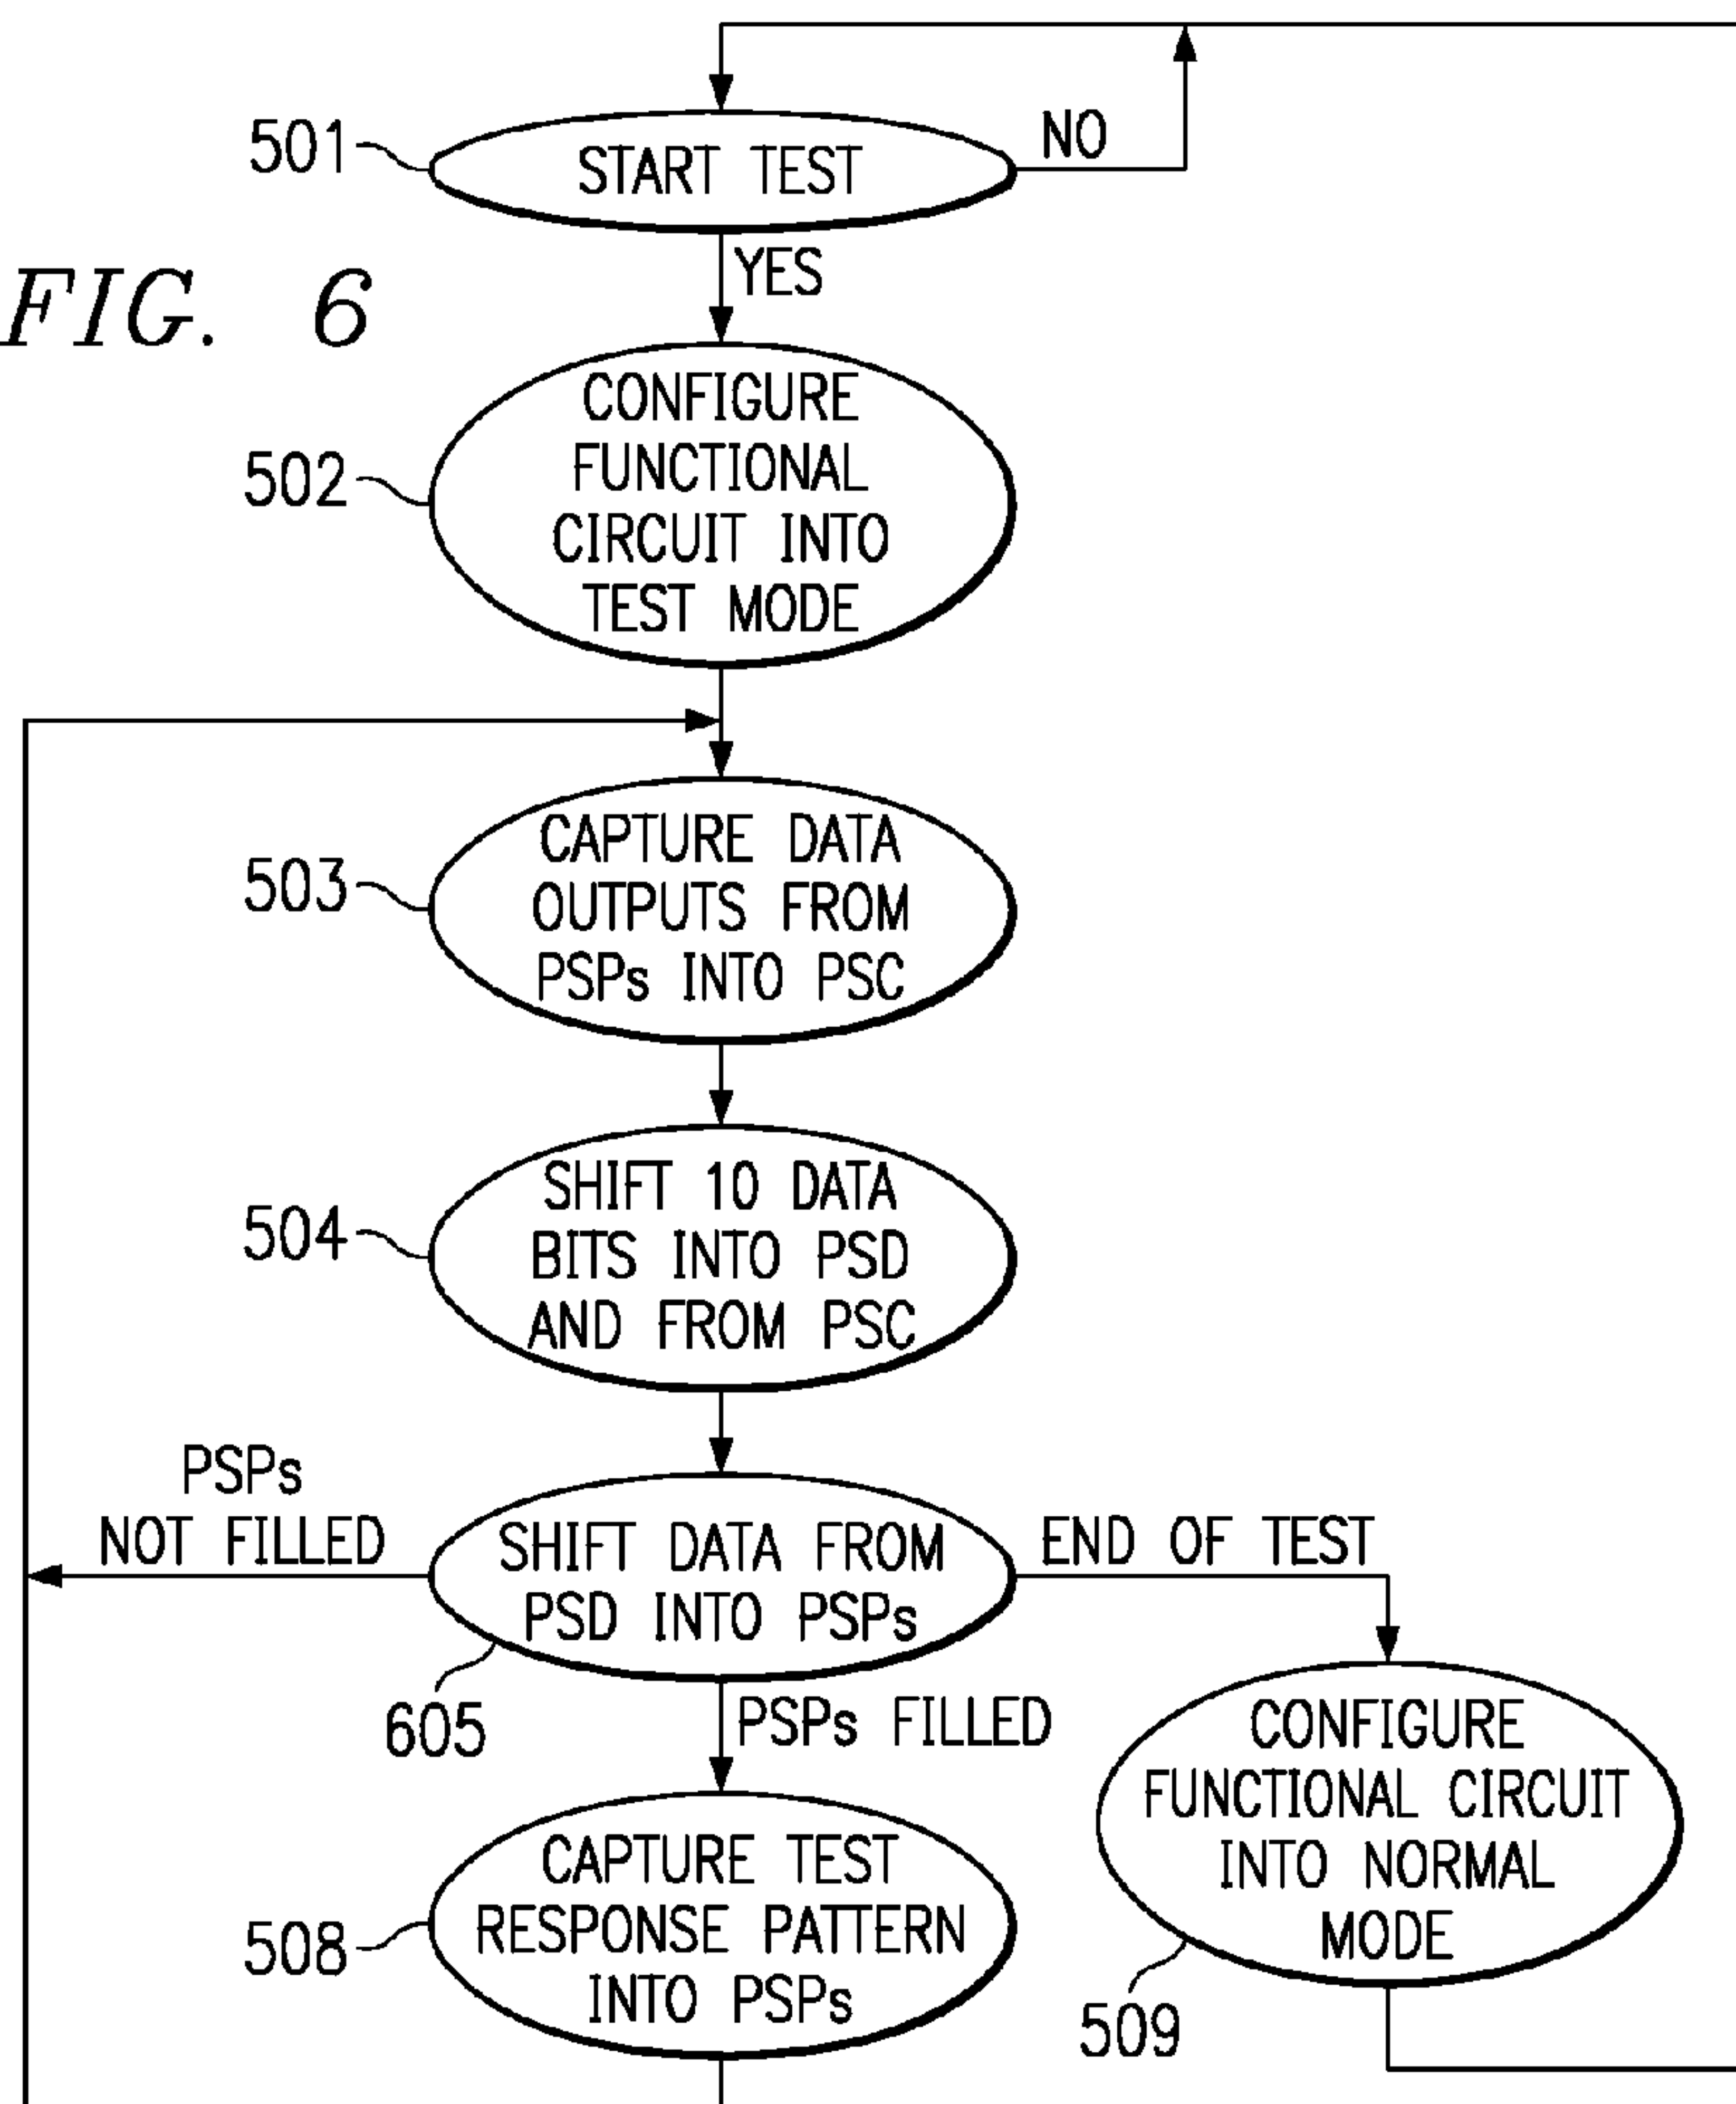 501
START TEST
NO
YES
FIG. 6
502
CONFIGURE
FUNCTIONAL
CIRCUIT INTO
TEST MODE
503
CAPTURE DATA
OUTPUTS FROM
PSPs INTO PSC
504
SHIFT 10 DATA
BITS INTO PSD
AND FROM PSC
PSPs
NOT FILLED
SHIFT DATA FROM
PSD INTO PSPs
END OF TEST
605
PSPs FILLED
CONFIGURE
FUNCTIONAL CIRCUIT
INTO NORMAL
MODE
508
CAPTURE TEST
RESPONSE PATTERN
INTO PSPs
509